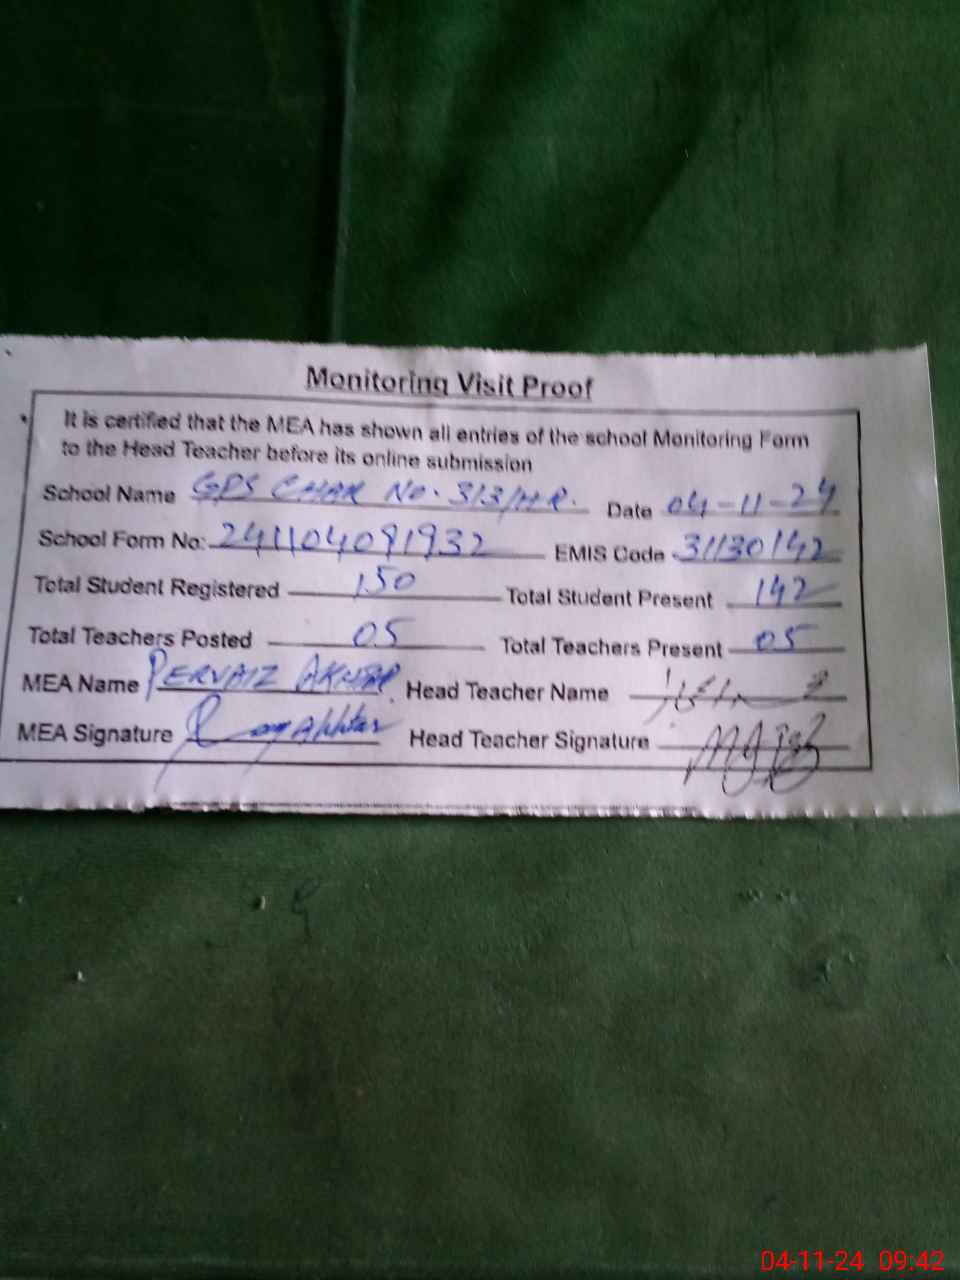 Monitoring Visit Proof
It is certified that the MEA has shown all entries of the school Monitoring Form
to the Head Teacher before its online submission
School Name GPS CHAK No. 313/H.R. Date 04-11-24
School Form No: 241104091932 EMIS Code 31130142
Total Student Registered 150 Total Student Present 142
Total Teachers Posted 05 Total Teachers Present 05
MEA Name PERVAIZ AKHTAR Head Teacher Name
MEA Signature Head Teacher Signature
04-11-24 09:42